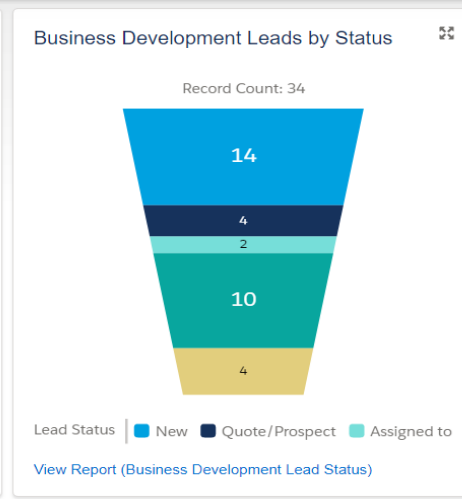 Business Development Leads by Status
Record Count: 34
14
4
2
10
4
Lead Status New Quote/Prospect Assigned to
View Report (Business Development Lead Status)